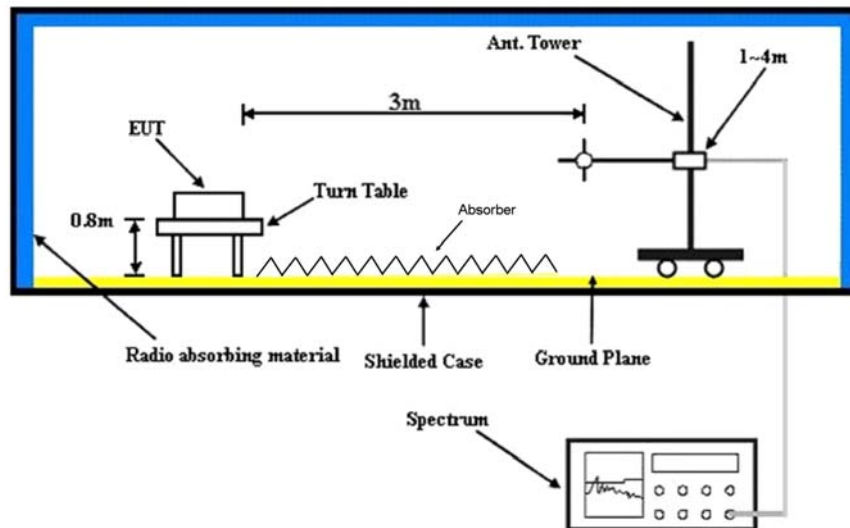 Ant. Tower
1~4m
3m
EUT
Turn Table
0.8m
Absorber
Radio absorbing material
Shielded Case
Ground Plane
Spectrum